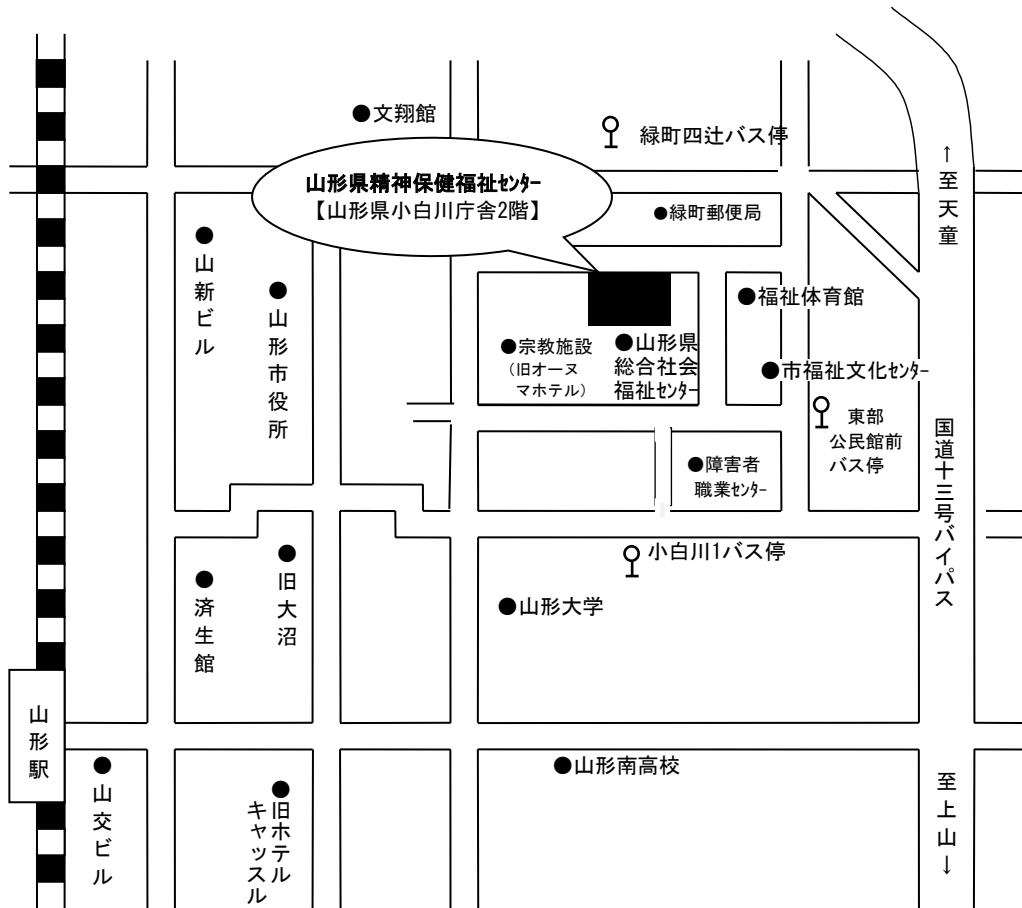 ●文翔館
緑町四辻バス停
山形県精神保健福祉センター
【山形県小白川庁舎2階】
●緑町郵便局
↑至天童
●山新ビル
●山形市役所
●福祉体育館
●宗教施設
(旧オーヌ
マホテル)
●山形県
総合社会
福祉センター
●市福祉文化センター
東部
公民館前
バス停
国道十三号バイパス
●障害者
職業センター
●済生館
●旧大沼
小白川1バス停
●山形大学
山形駅
●山交ビル
●旧ホテル
キャッスル
●山形南高校
至上山↓